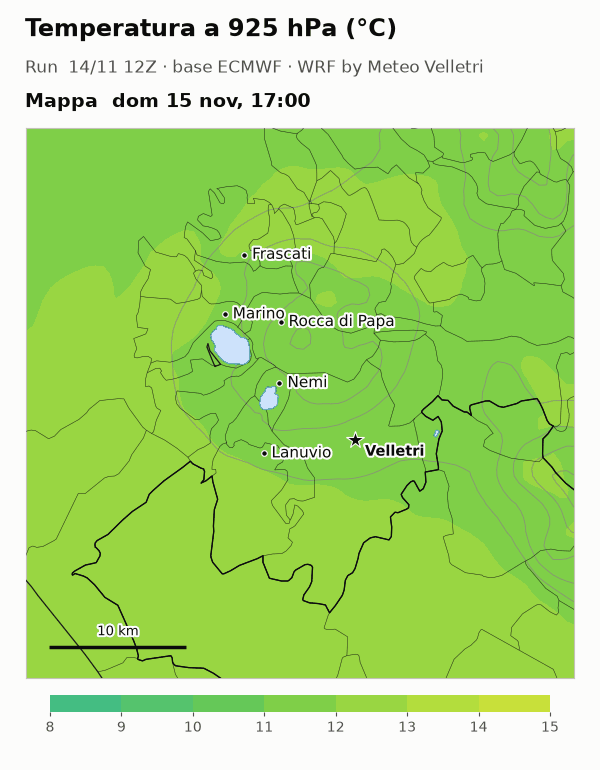 Temperatura a 925 hPa (°C)
Run  14/11 12Z · base ECMWF · WRF by Meteo Velletri
Mappa  dom 15 nov, 17:00
Frascati
Marino
Rocca di Papa
Nemi
Velletri
Lanuvio
10 km
8 9 10 11 12 13 14 15